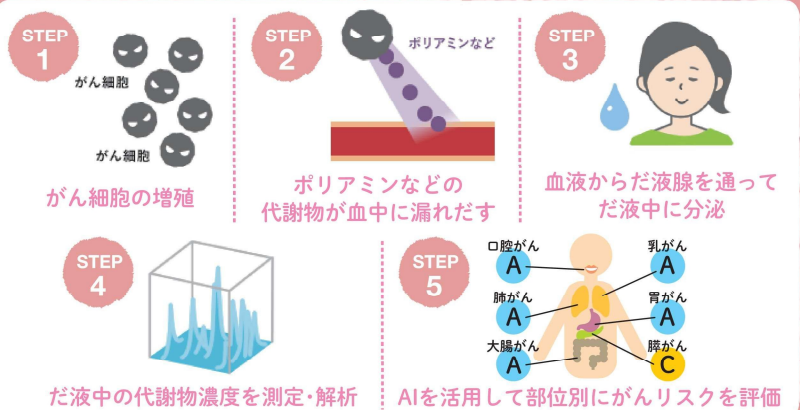 STEP
1
がん細胞
がん細胞
がん細胞の増殖
STEP
2
ポリアミンなど
ポリアミンなどの
代謝物が血中に漏れだす
STEP
3
血液からだ液腺を通って
だ液中に分泌
STEP
4
だ液中の代謝物濃度を測定・解析
STEP
5
口腔がん
A
乳がん
A
肺がん
A
胃がん
A
大腸がん
A
膵がん
C
AIを活用して部位別にがんリスクを評価